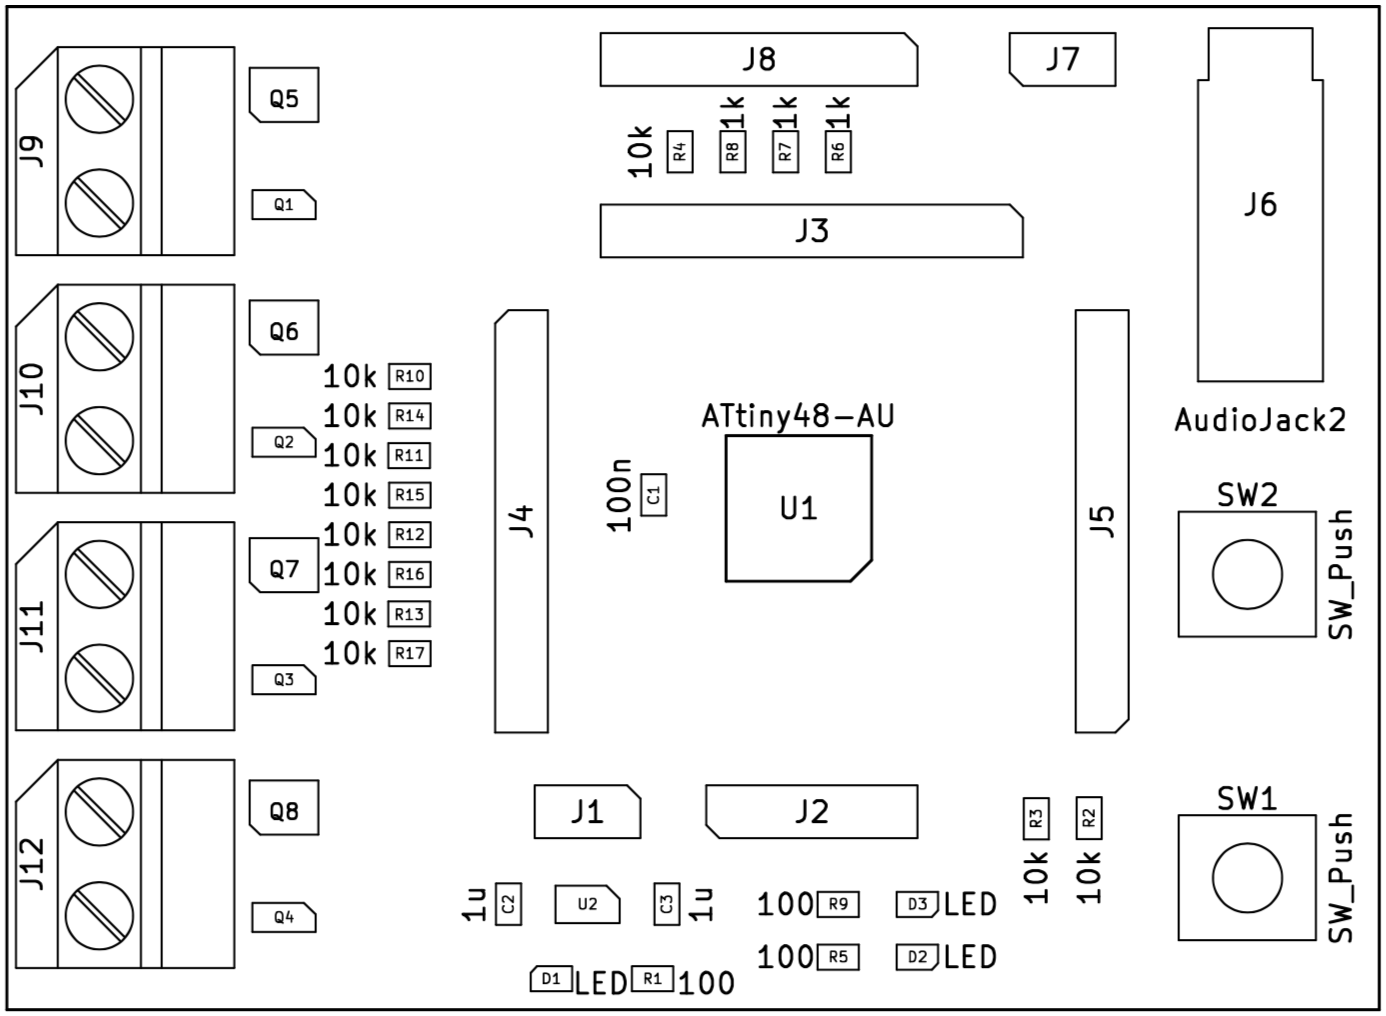 J8
J7
Q5
J9
10k
R4
1k
R8
1k
R7
1k
R6
Q1
J3
J6
Q6
J10
10k R10
10k R14
10k R11
10k R15
10k R12
10k R16
10k R13
10k R17
Q2
ATtiny48-AU
AudioJack2
100n
C1
U1
J4
J5
SW2
SW_Push
Q7
J11
Q3
Q8
J12
Q4
J1
J2
R3
10k
R2
10k
SW1
SW_Push
1u
C2
U2
C3
1u
100 R9
D3 LED
100 R5
D2 LED
D1 LED
R1 100